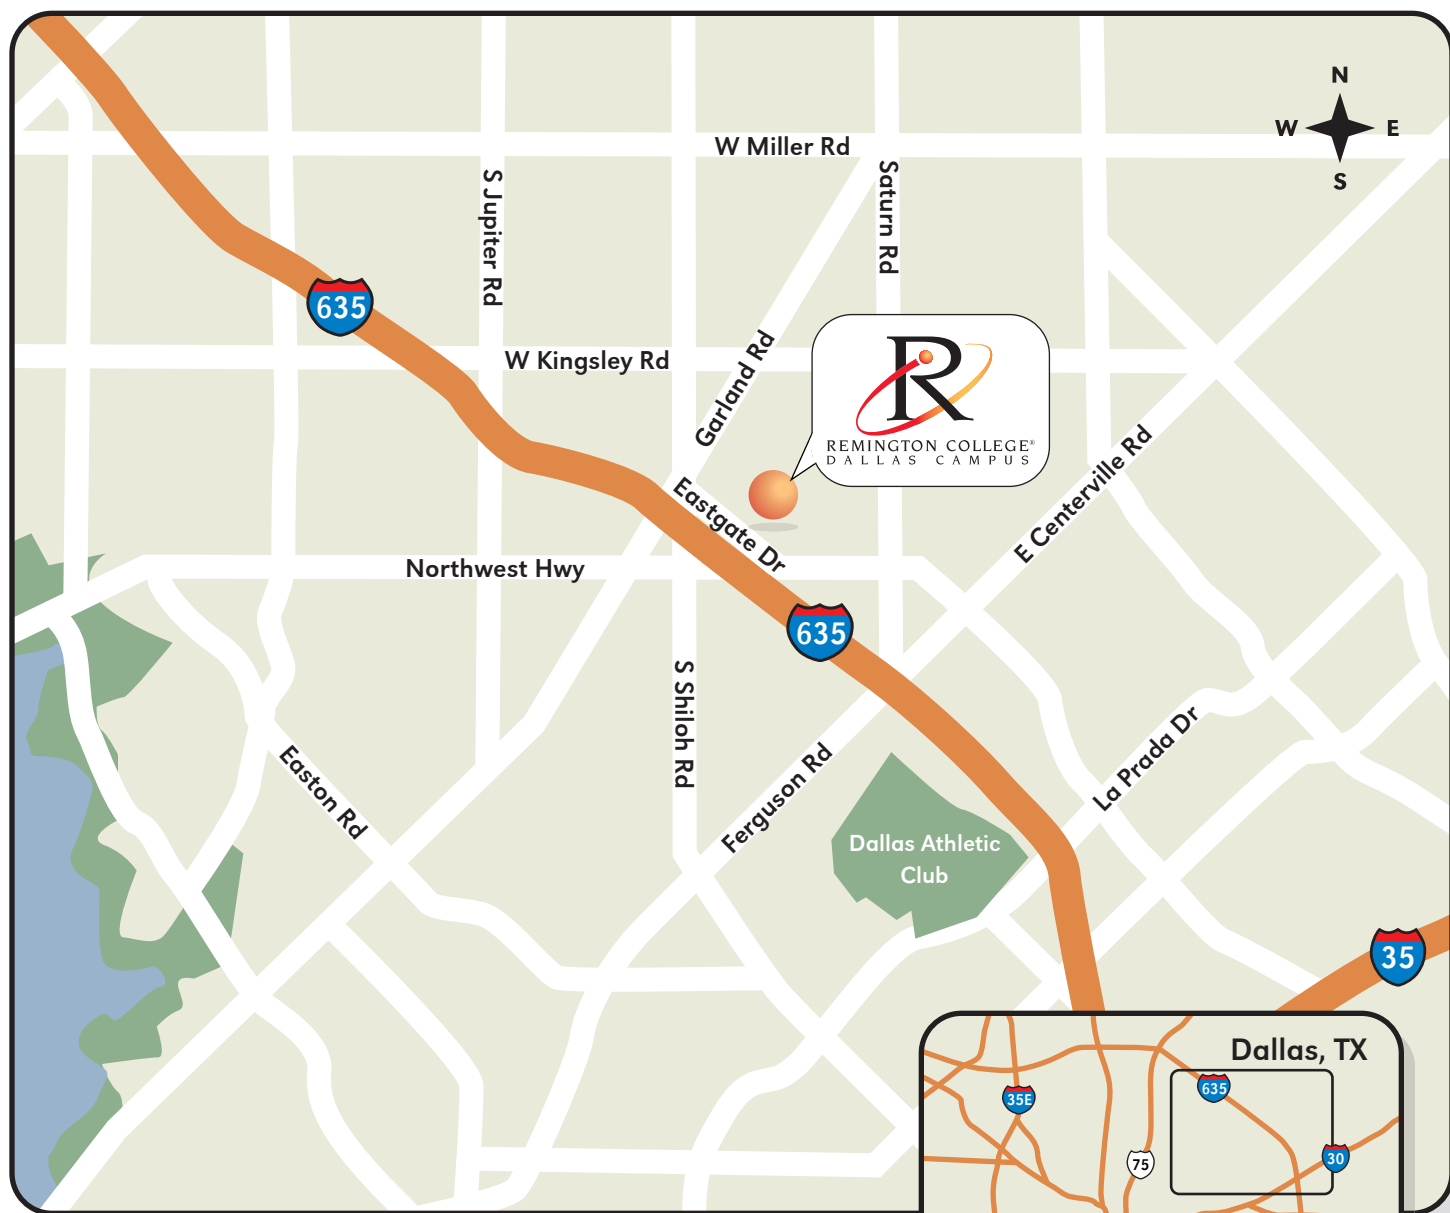 N
W
E
S
W Miller Rd
S Jupiter Rd
Saturn Rd
635
W Kingsley Rd
Garland Rd
R
REMINGTON COLLEGE®
DALLAS CAMPUS
E Centerville Rd
Eastgate Dr
Northwest Hwy
635
S Shiloh Rd
Easton Rd
Ferguson Rd
La Prada Dr
Dallas Athletic
Club
35
Dallas, TX
635
35E
75
30